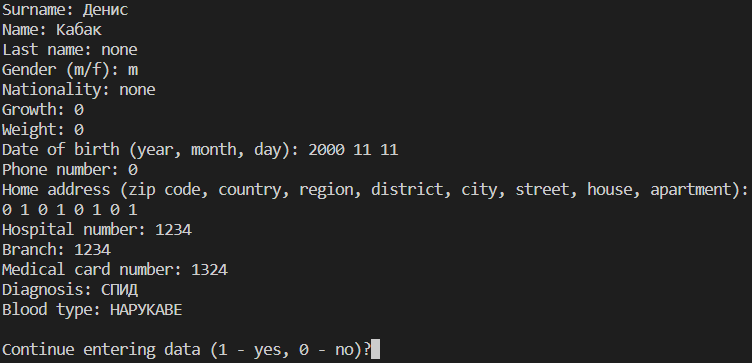 Surname: Денис
Name: Кабак
Last name: none
Gender (m/f): m
Nationality: none
Growth: 0
Weight: 0
Date of birth (year, month, day): 2000 11 11
Phone number: 0
Home address (zip code, country, region, district, city, street, house, apartment):
0 1 0 1 0 1 0 1
Hospital number: 1234
Branch: 1234
Medical card number: 1324
Diagnosis: СПИД
Blood type: НАРУКАВЕ
Continue entering data (1 - yes, 0 - no)?